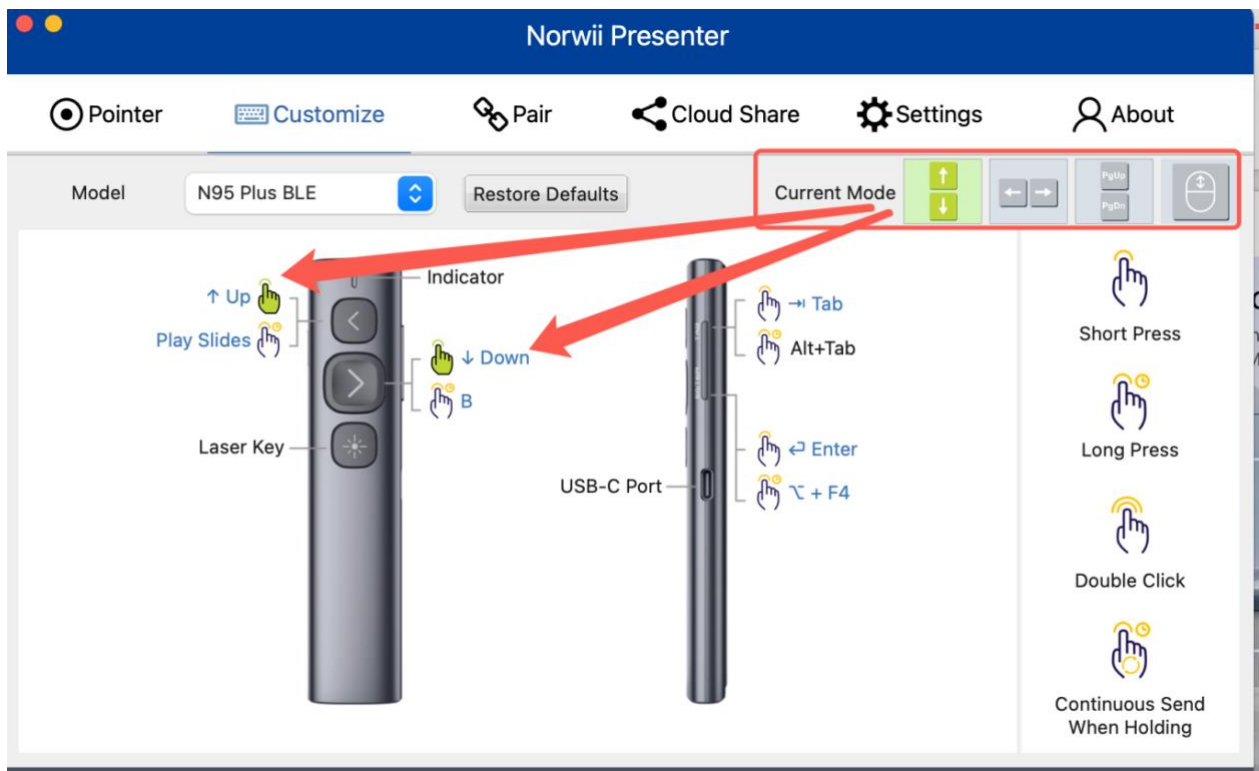 Norwii Presenter
Pointer
Customize
Pair
Cloud Share
Settings
About
Model
N95 Plus BLE
Restore Defaults
Current Mode
PgUp
PgDn
Indicator
↑ Up
Play Slides
↓ Down
B
Laser Key
TAB
ENTER
⇥ Tab
Alt+Tab
USB-C Port
↵ Enter
⌥ + F4
Short Press
Long Press
Double Click
Continuous Send
When Holding